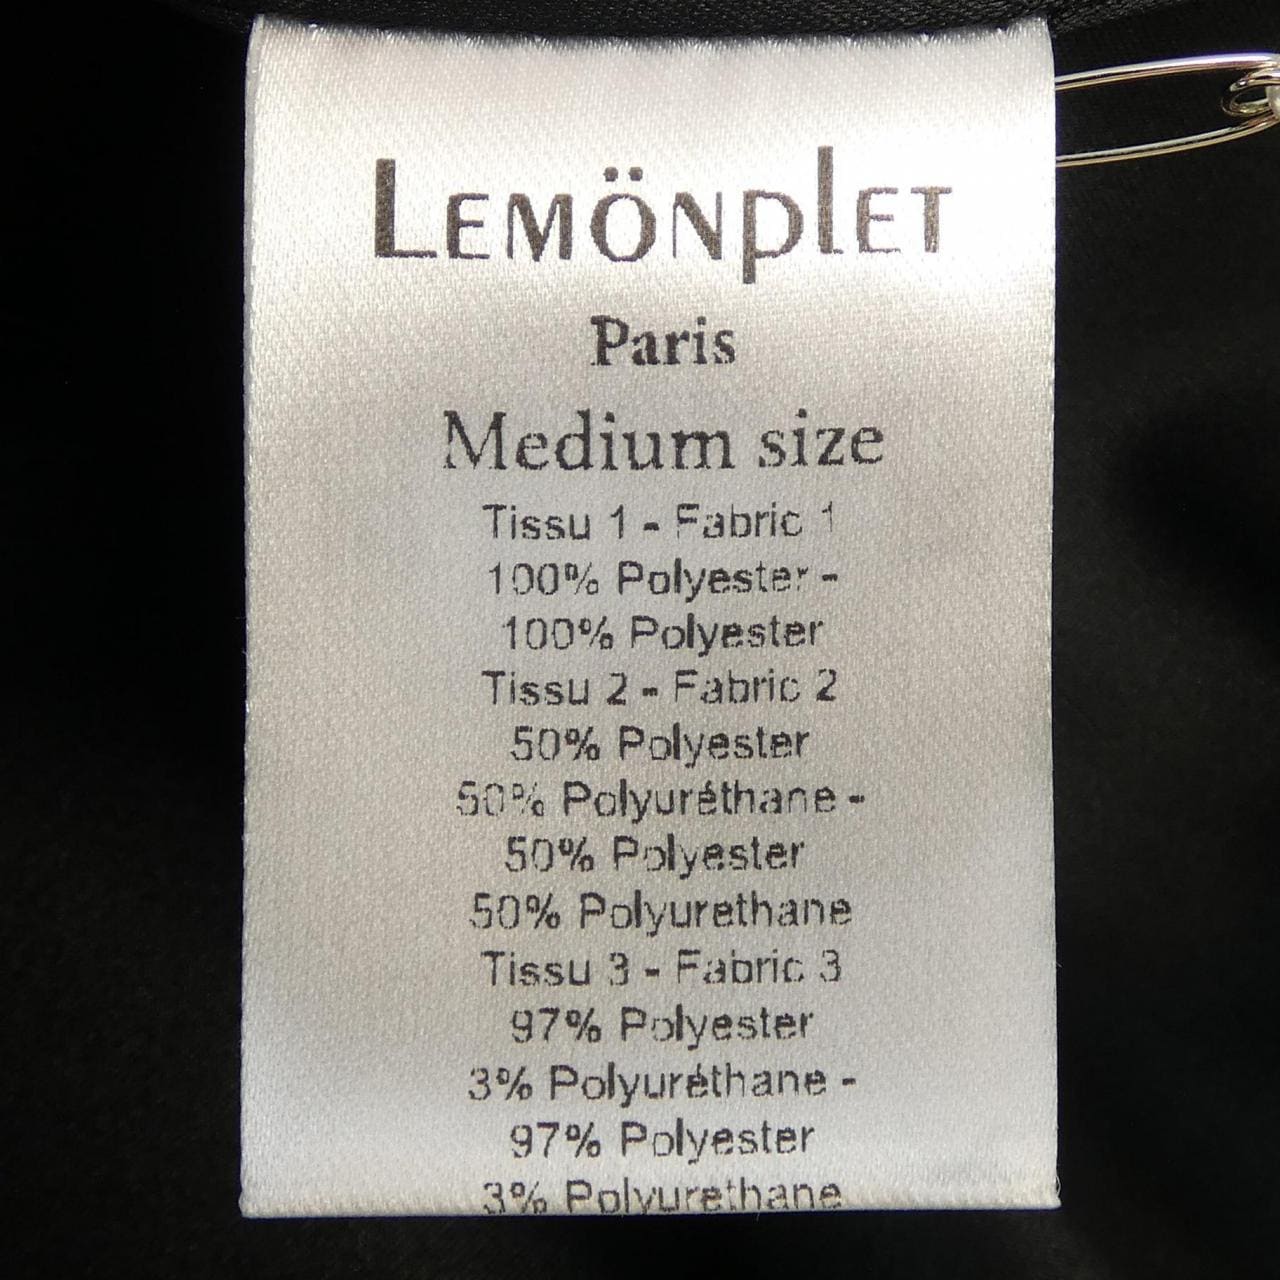 LEMÖNPLET
Paris
Medium size
Tissu 1 - Fabric 1
100% Polyester -
100% Polyester
Tissu 2 - Fabric 2
50% Polyester
50% Polyuréthane -
50% Polyester
50% Polyurethane
Tissu 3 - Fabric 3
97% Polyester
3% Polyuréthane -
97% Polyester
3% Polyurethane